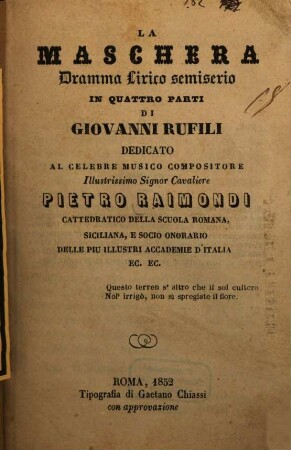 LA
MASCHERA
Dramma Lirico semiserio
IN QUATTRO PARTI
DI
GIOVANNI RUFILI
DEDICATO
AL CELEBRE MUSICO COMPOSITORE
Illustrissimo Signor Cavaliere
PIETRO RAIMONDI
CATTEDRATICO DELLA SCUOLA ROMANA,
SICILIANA, E SOCIO ONORARIO
DELLE PIU ILLUSTRI ACCADEMIE D'ITALIA
EC. EC.
Questo terren s' altro che il sol cultore
Nol' irrigò, non si spregiate il fiore.
ROMA, 1852
Tipografia di Gaetano Chiassi
con approvazione